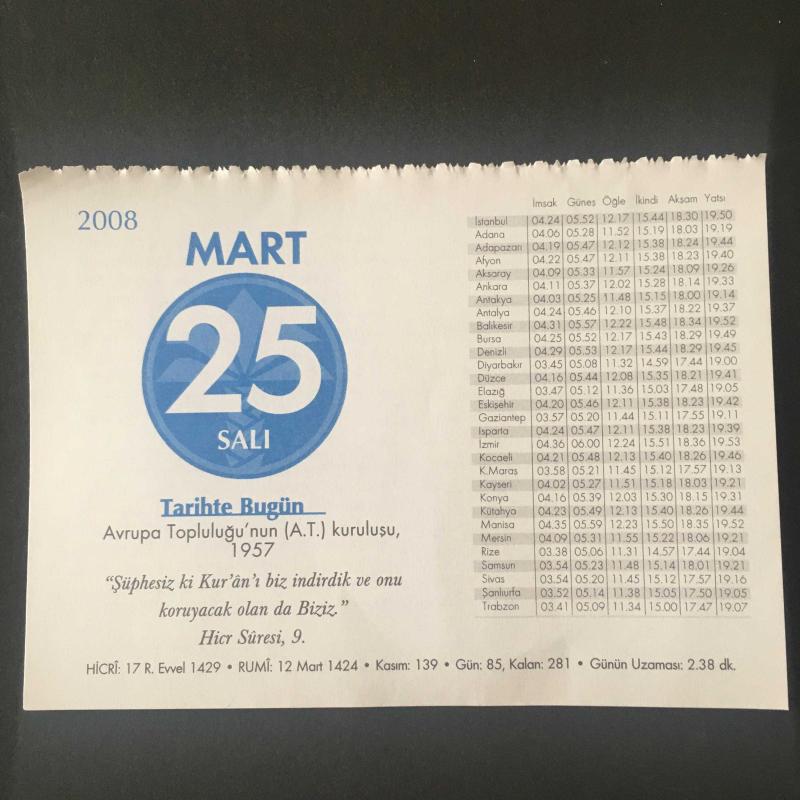 2008
MART
25
SALI
Tarihte Bugün
Avrupa Topluluğu'nun (A.T.) kuruluşu,
1957
“Şüphesiz ki Kur'ân'ı biz indirdik ve onu
koruyacak olan da Biziz.”
Hicr Sûresi, 9.
İmsak Güneş Öğle İkindi Akşam Yatsı
İstanbul 04.24 05.52 12.17 15.44 18.30 19.50
Adana 04.06 05.28 11.52 15.19 18.03 19.19
Adapazarı 04.19 05.47 12.12 15.38 18.24 19.44
Afyon 04.22 05.47 12.11 15.38 18.23 19.40
Aksaray 04.09 05.33 11.57 15.24 18.09 19.26
Ankara 04.11 05.37 12.02 15.28 18.14 19.33
Antakya 04.03 05.25 11.48 15.15 18.00 19.14
Antalya 04.24 05.46 12.10 15.37 18.22 19.37
Balıkesir 04.31 05.57 12.22 15.48 18.34 19.52
Bursa 04.25 05.52 12.17 15.43 18.29 19.49
Denizli 04.29 05.53 12.17 15.44 18.29 19.45
Diyarbakır 03.45 05.08 11.32 14.59 17.44 19.00
Düzce 04.16 05.44 12.08 15.35 18.21 19.41
Elazığ 03.47 05.12 11.36 15.03 17.48 19.05
Eskişehir 04.20 05.46 12.11 15.38 18.23 19.42
Gaziantep 03.57 05.20 11.44 15.11 17.55 19.11
Isparta 04.24 05.47 12.11 15.38 18.23 19.39
İzmir 04.36 06.00 12.24 15.51 18.36 19.53
Kocaeli 04.21 05.48 12.13 15.40 18.26 19.46
K.Maraş 03.58 05.21 11.45 15.12 17.57 19.13
Kayseri 04.02 05.27 11.51 15.18 18.03 19.21
Konya 04.16 05.39 12.03 15.30 18.15 19.31
Kütahya 04.23 05.49 12.13 15.40 18.26 19.44
Manisa 04.35 05.59 12.23 15.50 18.35 19.52
Mersin 04.09 05.31 11.55 15.22 18.06 19.21
Rize 03.38 05.06 11.31 14.57 17.44 19.04
Samsun 03.54 05.23 11.48 15.14 18.01 19.21
Sivas 03.54 05.20 11.45 15.12 17.57 19.16
Şanlıurfa 03.52 05.14 11.38 15.05 17.50 19.05
Trabzon 03.41 05.09 11.34 15.00 17.47 19.07
HİCRÎ: 17 R. Evvel 1429 • RUMÎ: 12 Mart 1424 • Kasım: 139 • Gün: 85, Kalan: 281 • Günün Uzaması: 2.38 dk.